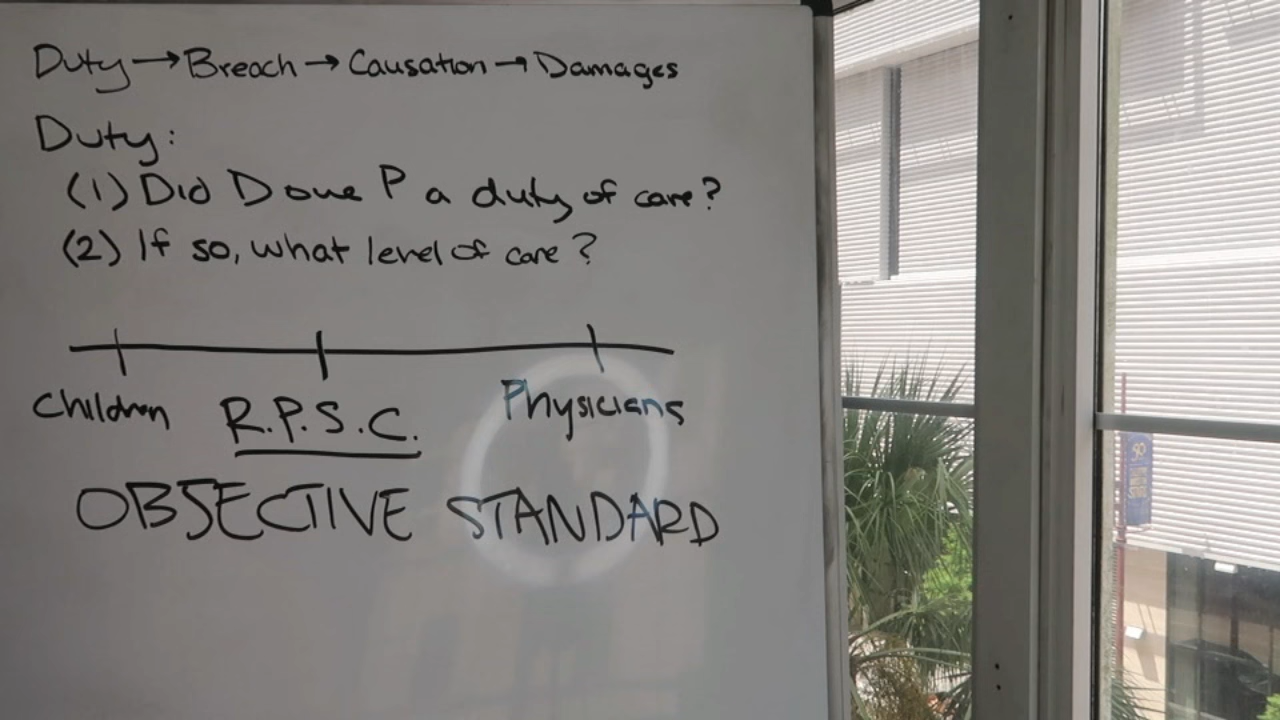 Duty → Breach → Causation → Damages
Duty:
(1) Did D owe P a duty of care?
(2) If so, what level of care?
Children R.P.S.C. Physicians
OBJECTIVE STANDARD